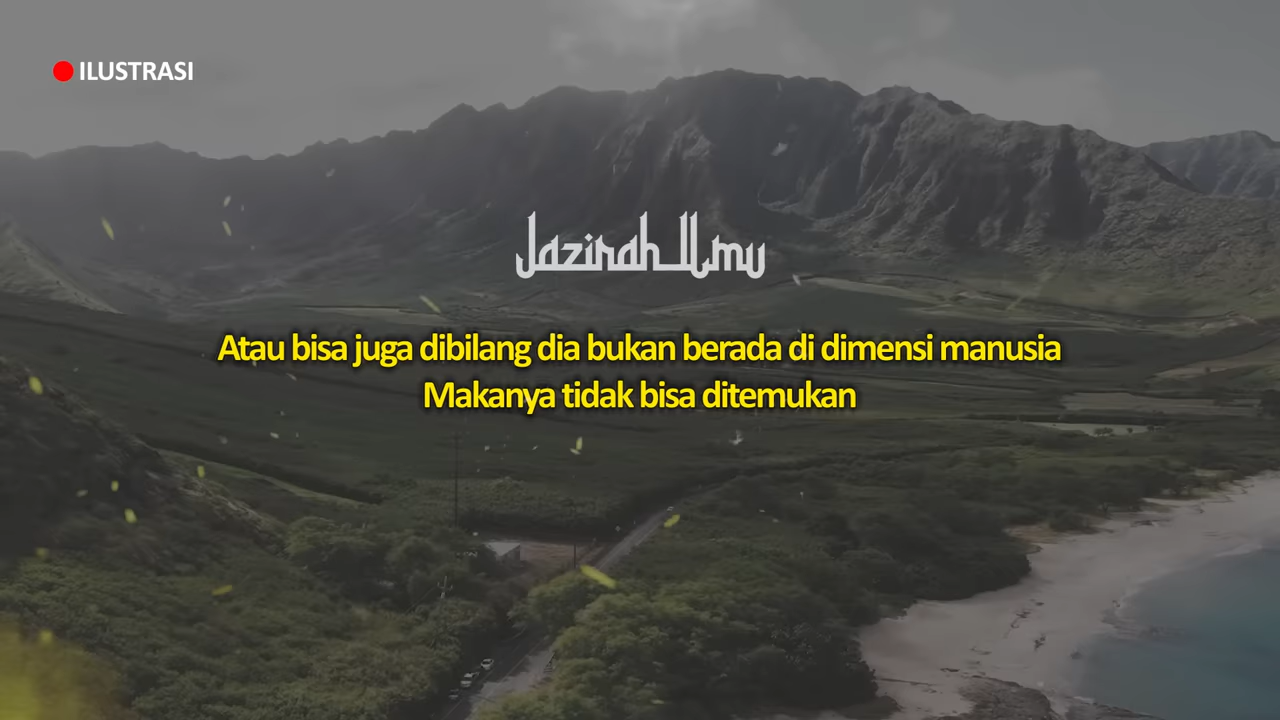 ILUSTRASI
Jazirah Ilmu
Atau bisa juga dibilang dia bukan berada di dimensi manusia
Makanya tidak bisa ditemukan